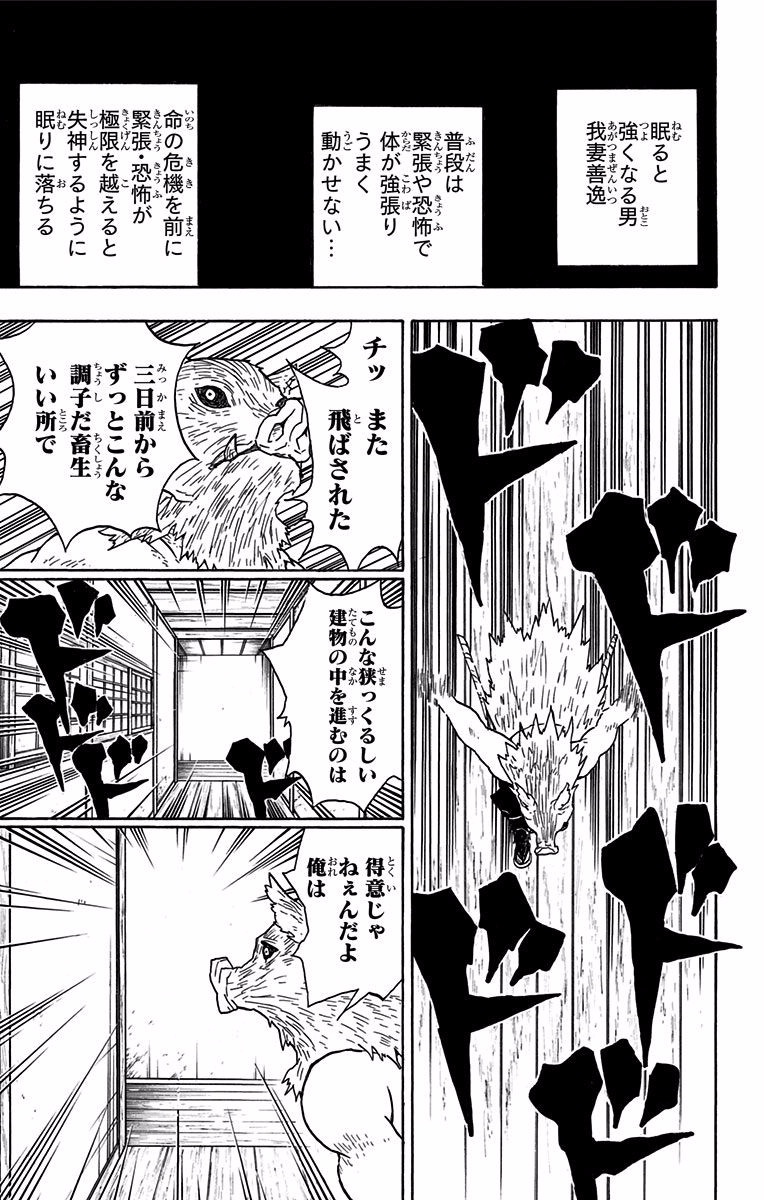 眠ると
強くなる男
我妻善逸
普段は
緊張や恐怖で
体が強張り
うまく
動かせない…
命の危機を前に
緊張・恐怖が
極限を越えると
失神するように
眠りに落ちる
ド
ド
ド
ド
ド
チッ また
飛ばされた
三日前から
ずっとこんな
調子だ畜生
いい所で
こんな狭っくるしい
建物の中を進むのは
ド
ド
ド
ド
得意じゃ
ねぇんだよ
俺は